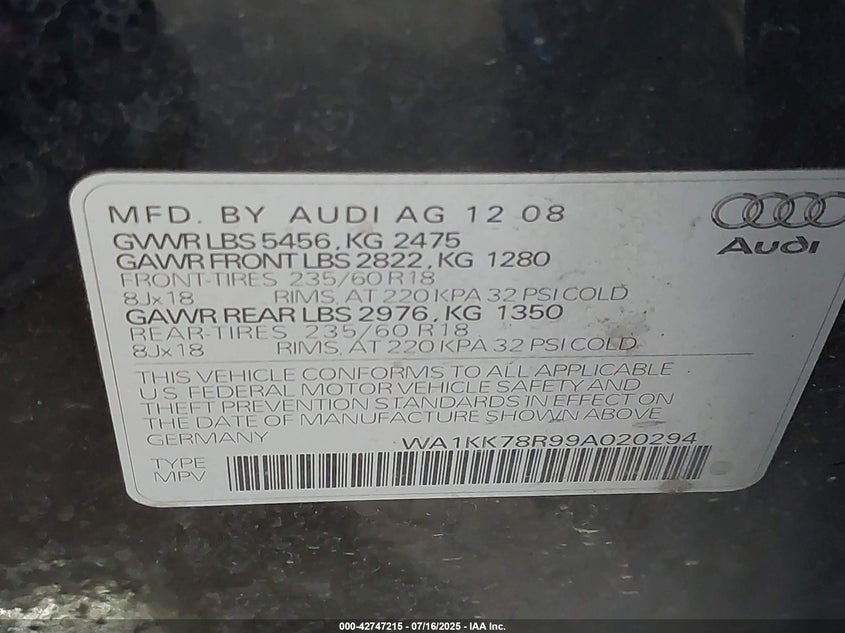 MFD. BY AUDI AG 12 08
Audi
GVWR LBS 5456, KG 2475
GAWR FRONT LBS 2822, KG 1280
FRONT-TIRES 235/60 R18
8Jx18 RIMS, AT 220 KPA 32 PSI COLD
GAWR REAR LBS 2976, KG 1350
REAR-TIRES 235/60 R18
8Jx18 RIMS, AT 220 KPA 32 PSI COLD
THIS VEHICLE CONFORMS TO ALL APPLICABLE
U.S. FEDERAL MOTOR VEHICLE SAFETY AND
THEFT PREVENTION STANDARDS IN EFFECT ON
THE DATE OF MANUFACTURE SHOWN ABOVE
GERMANY WA1KK78R99A020294
TYPE
MPV
000-42747215 - 07/16/2025 - IAA Inc.